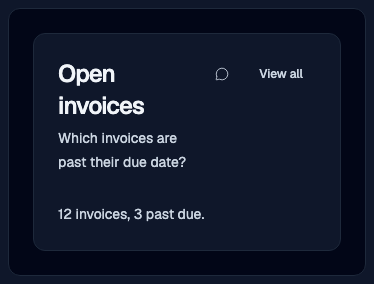 Open
invoices
View all
Which invoices are
past their due date?
12 invoices, 3 past due.